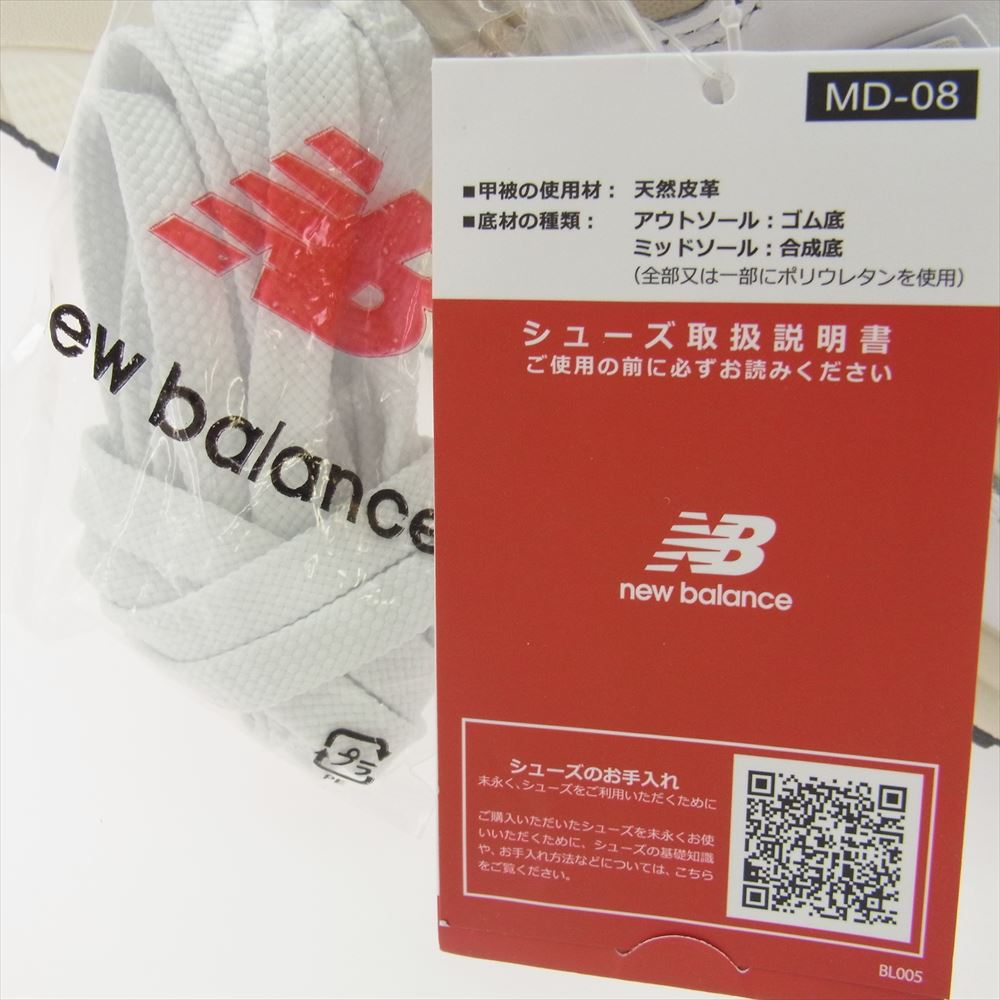 MD-08
■甲被の使用材： 天然皮革
■底材の種類： アウトソール：ゴム底
ミッドソール：合成底
（全部又は一部にポリウレタンを使用）
シューズ取扱説明書
ご使用の前に必ずお読みください
NB
new balance
シューズのお手入れ
末永く、シューズをご利用いただくために
ご購入いただいたシューズを末永くお使
いいただくために、シューズの基礎知識
や、お手入れ方法などについては、こちら
をご覧ください。
BL005
NB
ew balance
プラ
PE